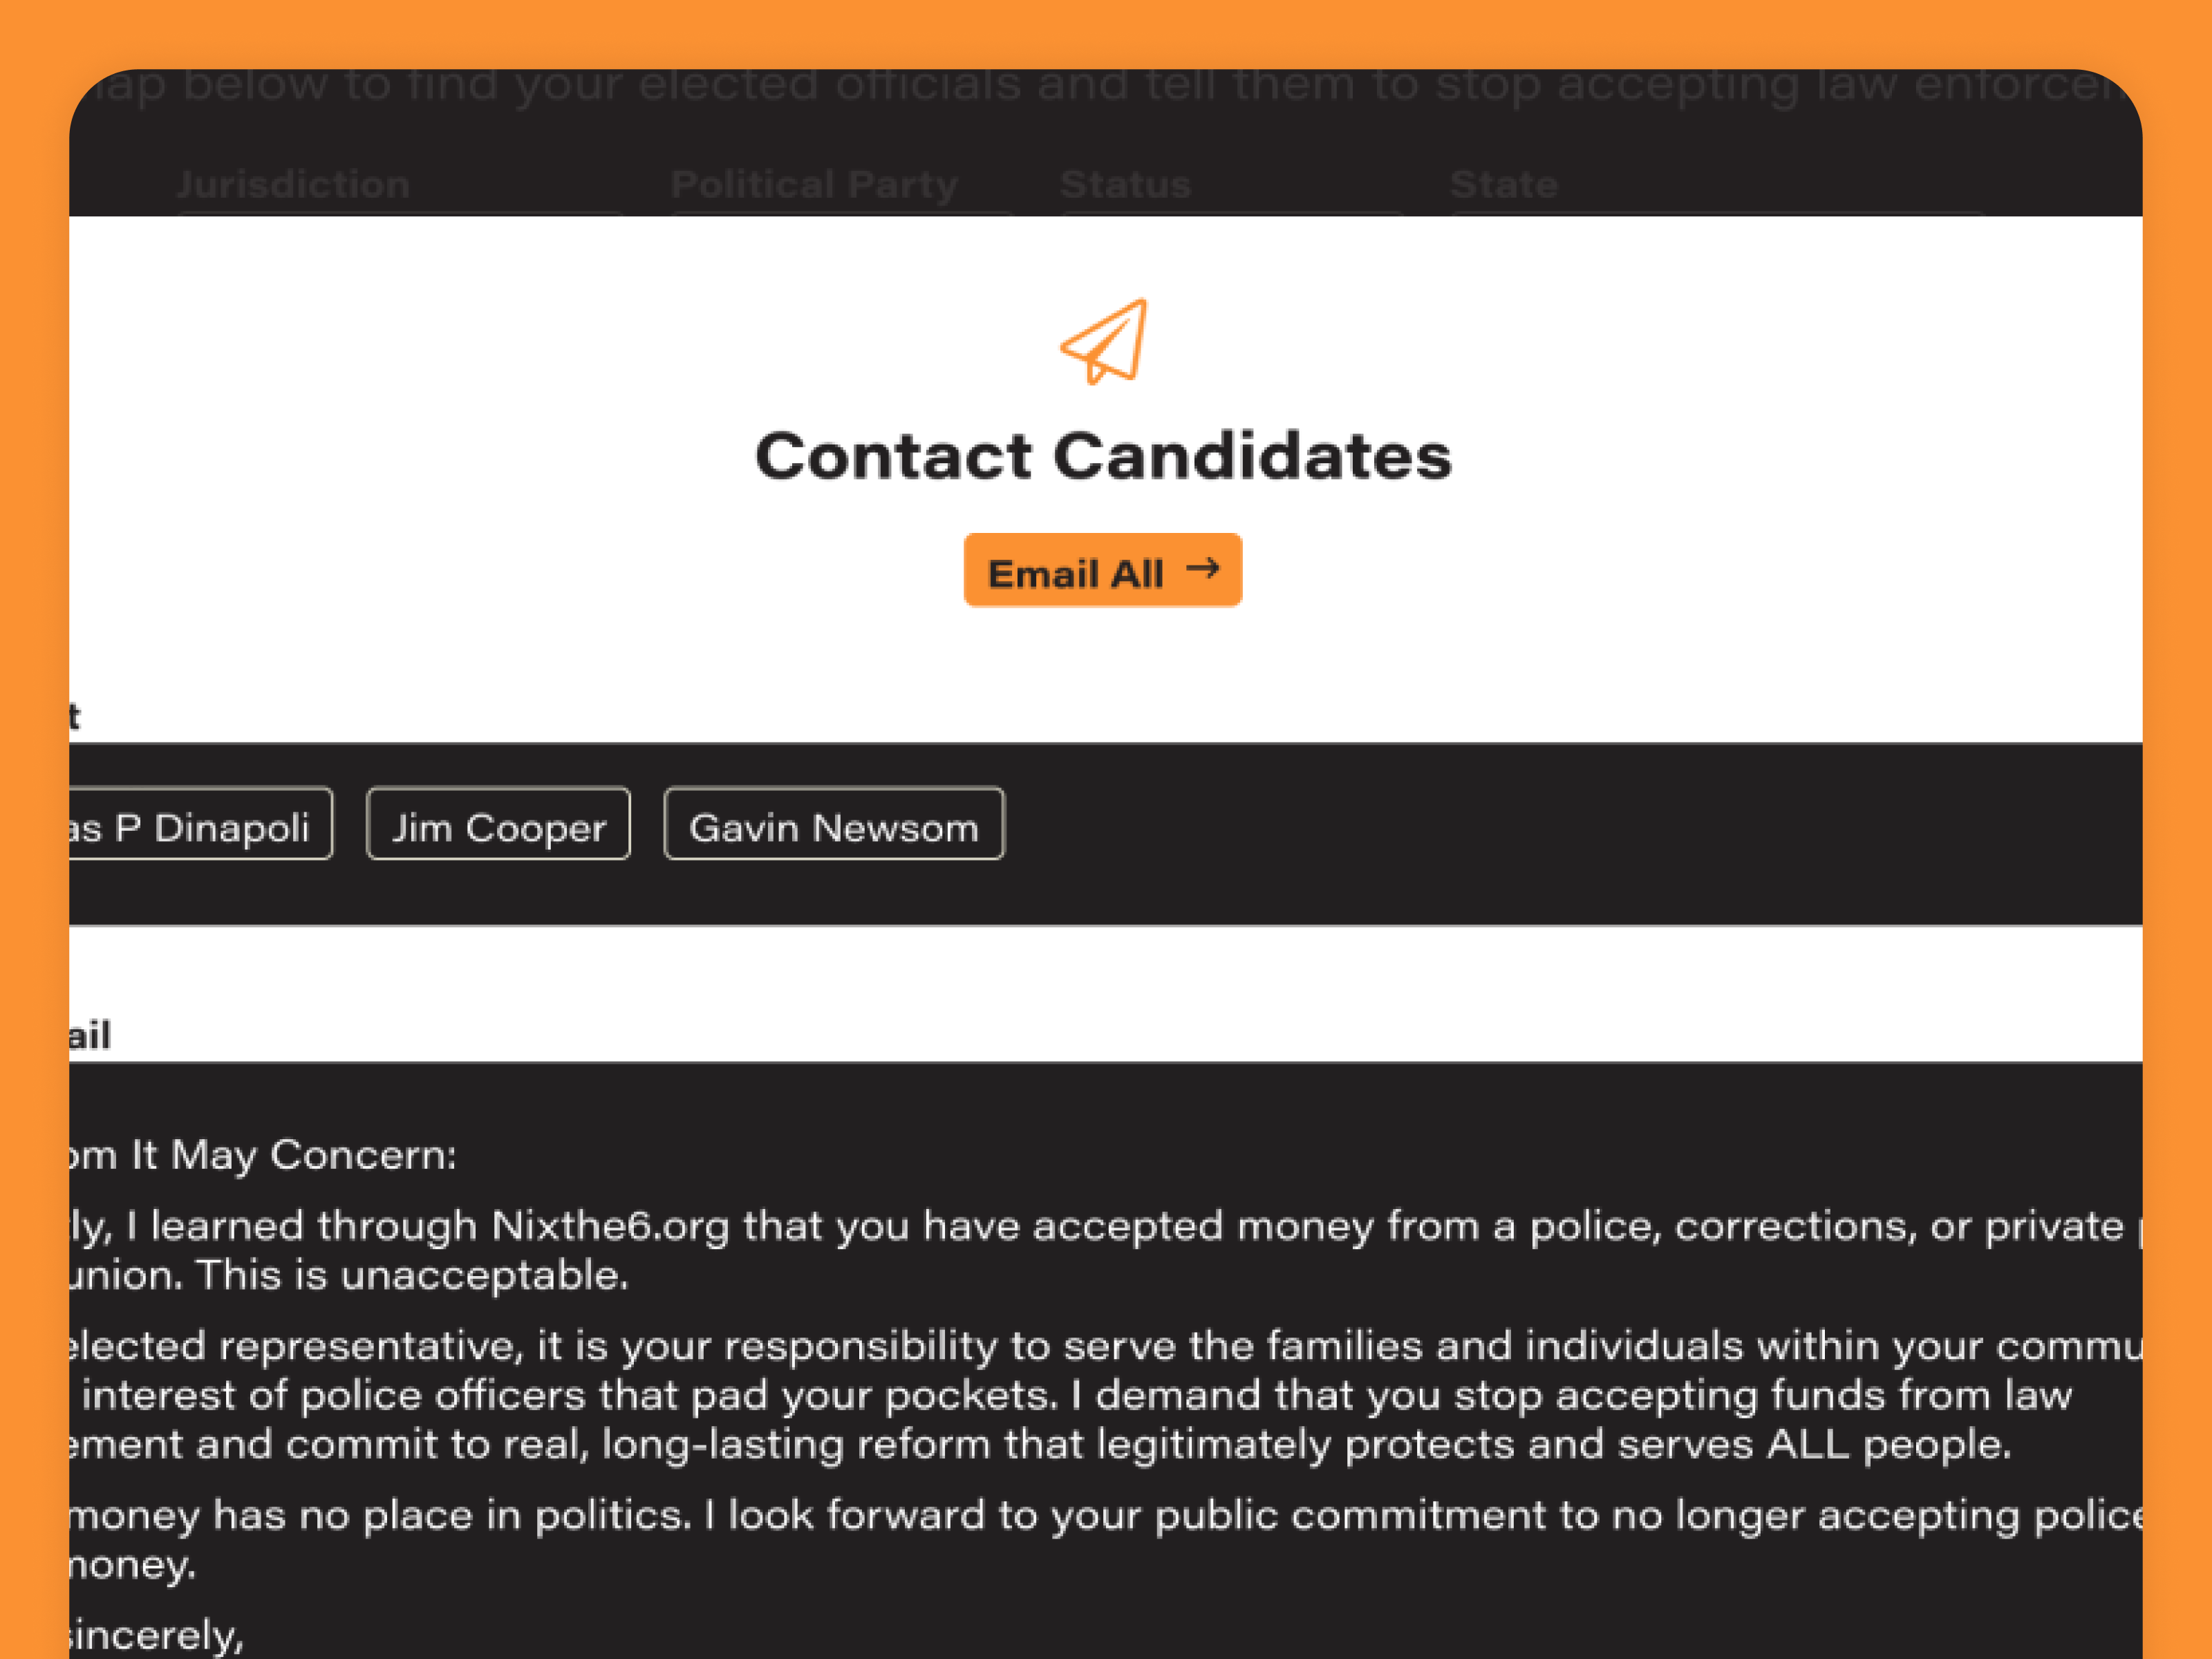 ap below to find your elected officials and tell them to stop accepting law enforcen
Jurisdiction Political Party Status State
Contact Candidates
Email All →
t
as P Dinapoli Jim Cooper Gavin Newsom
ail
om It May Concern:
tly, I learned through Nixthe6.org that you have accepted money from a police, corrections, or private
union. This is unacceptable.
elected representative, it is your responsibility to serve the families and individuals within your commu
interest of police officers that pad your pockets. I demand that you stop accepting funds from law
ement and commit to real, long-lasting reform that legitimately protects and serves ALL people.
money has no place in politics. I look forward to your public commitment to no longer accepting police
money.
sincerely,